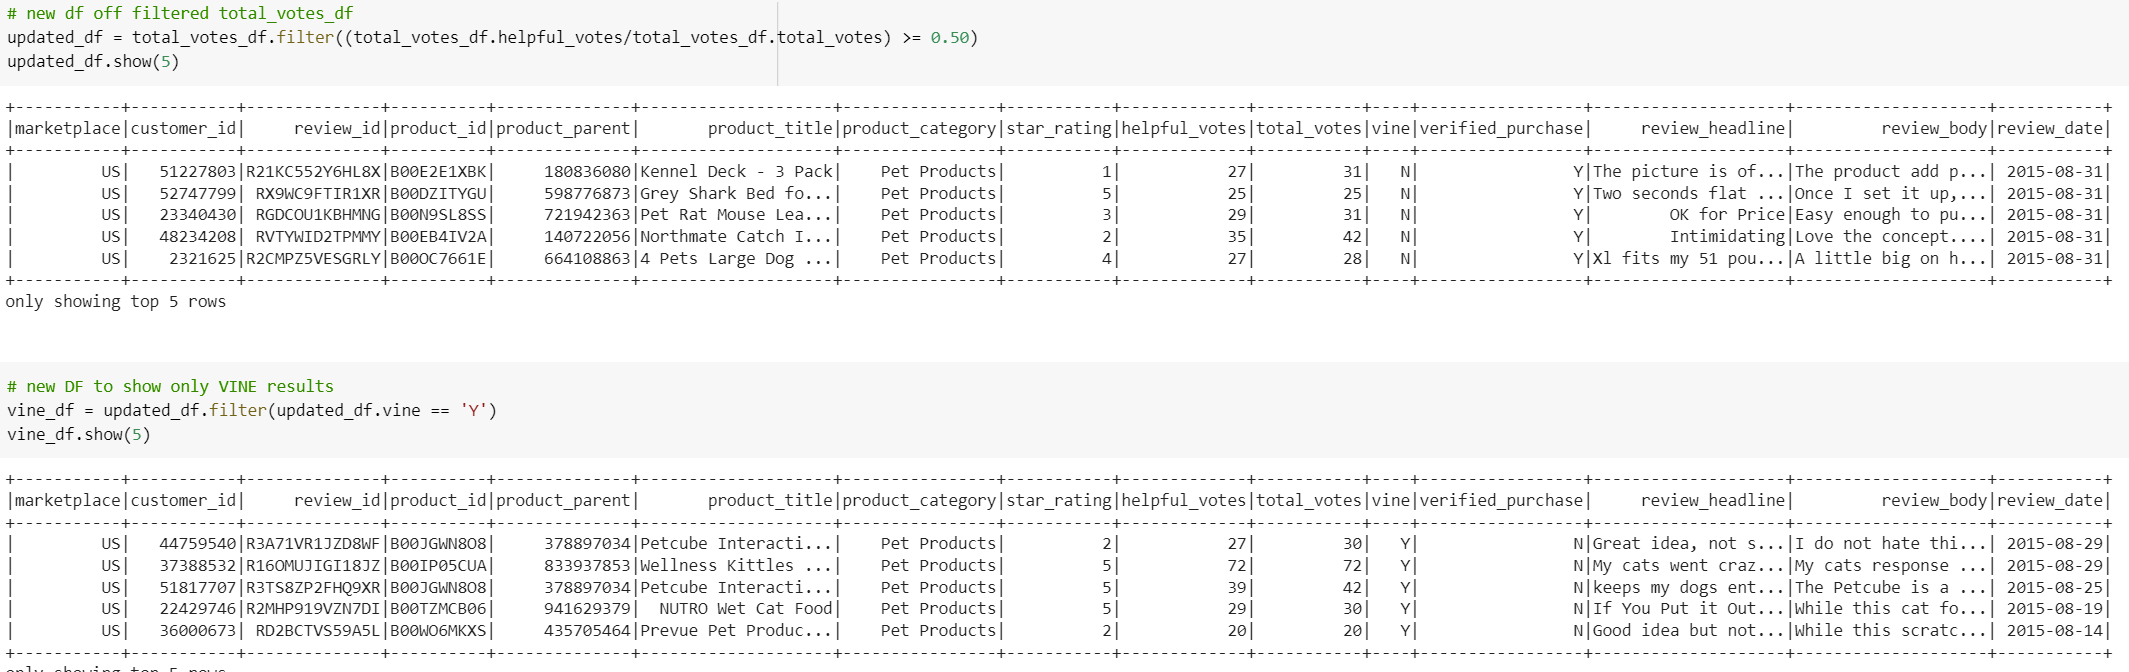 # new df off filtered total_votes_df
updated_df = total_votes_df.filter((total_votes_df.helpful_votes/total_votes_df.total_votes) >= 0.50)
updated_df.show(5)
+-----------+-----------+--------------+----------+--------------+--------------------+----------------+-----------+-------------+-----------+----+-----------------+--------------------+--------------------+-----------+
|marketplace|customer_id|     review_id|product_id|product_parent|       product_title|product_category|star_rating|helpful_votes|total_votes|vine|verified_purchase|     review_headline|         review_body|review_date|
+-----------+-----------+--------------+----------+--------------+--------------------+----------------+-----------+-------------+-----------+----+-----------------+--------------------+--------------------+-----------+
|         US|   51227803|R21KC552Y6HL8X|B00E2E1XBK|     180836080|Kennel Deck - 3 Pack|    Pet Products|          1|           27|         31|   N|                Y|The picture is of...|The product add p...| 2015-08-31|
|         US|   52747799| RX9WC9FTIR1XR|B00DZITYGU|     598776873|Grey Shark Bed fo...|    Pet Products|          5|           25|         25|   N|                Y|Two seconds flat ...|Once I set it up,...| 2015-08-31|
|         US|   23340430| RGDCOU1KBHMNG|B00N9SL8SS|     721942363|Pet Rat Mouse Lea...|    Pet Products|          3|           29|         31|   N|                Y|        OK for Price|Easy enough to pu...| 2015-08-31|
|         US|   48234208| RVTYWID2TPMMY|B00EB4IV2A|     140722056|Northmate Catch I...|    Pet Products|          2|           35|         42|   N|                Y|        Intimidating|Love the concept....| 2015-08-31|
|         US|    2321625|R2CMPZ5VESGRLY|B00OC7661E|     664108863|4 Pets Large Dog ...|    Pet Products|          4|           27|         28|   N|                Y|Xl fits my 51 pou...|A little big on h...| 2015-08-31|
+-----------+-----------+--------------+----------+--------------+--------------------+----------------+-----------+-------------+-----------+----+-----------------+--------------------+--------------------+-----------+
only showing top 5 rows
# new DF to show only VINE results
vine_df = updated_df.filter(updated_df.vine == 'Y')
vine_df.show(5)
+-----------+-----------+--------------+----------+--------------+--------------------+----------------+-----------+-------------+-----------+----+-----------------+--------------------+--------------------+-----------+
|marketplace|customer_id|     review_id|product_id|product_parent|       product_title|product_category|star_rating|helpful_votes|total_votes|vine|verified_purchase|     review_headline|         review_body|review_date|
+-----------+-----------+--------------+----------+--------------+--------------------+----------------+-----------+-------------+-----------+----+-----------------+--------------------+--------------------+-----------+
|         US|   44759540|R3A71VR1JZD8WF|B00JGWN8O8|     378897034|Petcube Interacti...|    Pet Products|          2|           27|         30|   Y|                N|Great idea, not s...|I do not hate thi...| 2015-08-29|
|         US|   37388532|R16OMUJIGI18JZ|B00IP05CUA|     833937853|Wellness Kittles ...|    Pet Products|          5|           72|         72|   Y|                N|My cats went craz...|My cats response ...| 2015-08-29|
|         US|   51817707|R3TS8ZP2FHQ9XR|B00JGWN8O8|     378897034|Petcube Interacti...|    Pet Products|          5|           39|         42|   Y|                N|keeps my dogs ent...|The Petcube is a ...| 2015-08-25|
|         US|   22429746|R2MHP919VZN7DI|B00TZMCB06|     941629379|  NUTRO Wet Cat Food|    Pet Products|          5|           29|         30|   Y|                N|If You Put it Out...|While this cat fo...| 2015-08-19|
|         US|   36000673| RD2BCTVS59A5L|B00WO6MKXS|     435705464|Prevue Pet Produc...|    Pet Products|          2|           20|         20|   Y|                N|Good idea but not...|While this scratc...| 2015-08-14|
+-----------+-----------+--------------+----------+--------------+--------------------+----------------+-----------+-------------+-----------+----+-----------------+--------------------+--------------------+-----------+
only showing top 5 rows